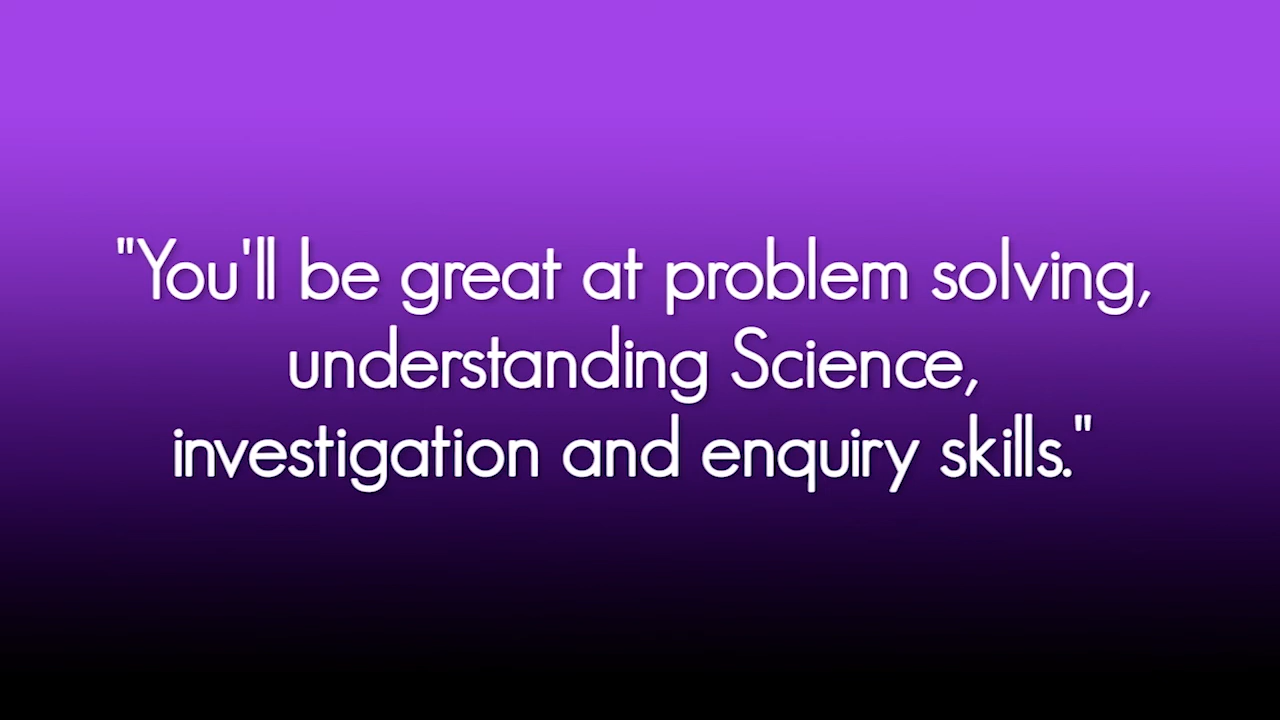 "You'll be great at problem solving,
understanding Science,
investigation and enquiry skills."